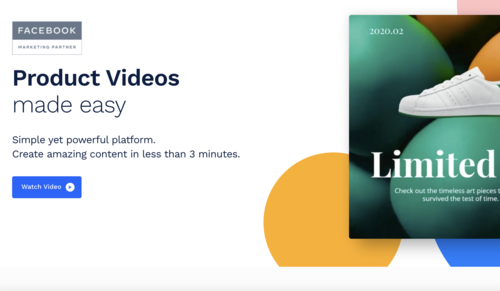 FACEBOOK
MARKETING PARTNER
Product Videos
made easy
Simple yet powerful platform.
Create amazing content in less than 3 minutes.
Watch Video
2020.02
Limited
Check out the timeless art pieces
survived the test of time.